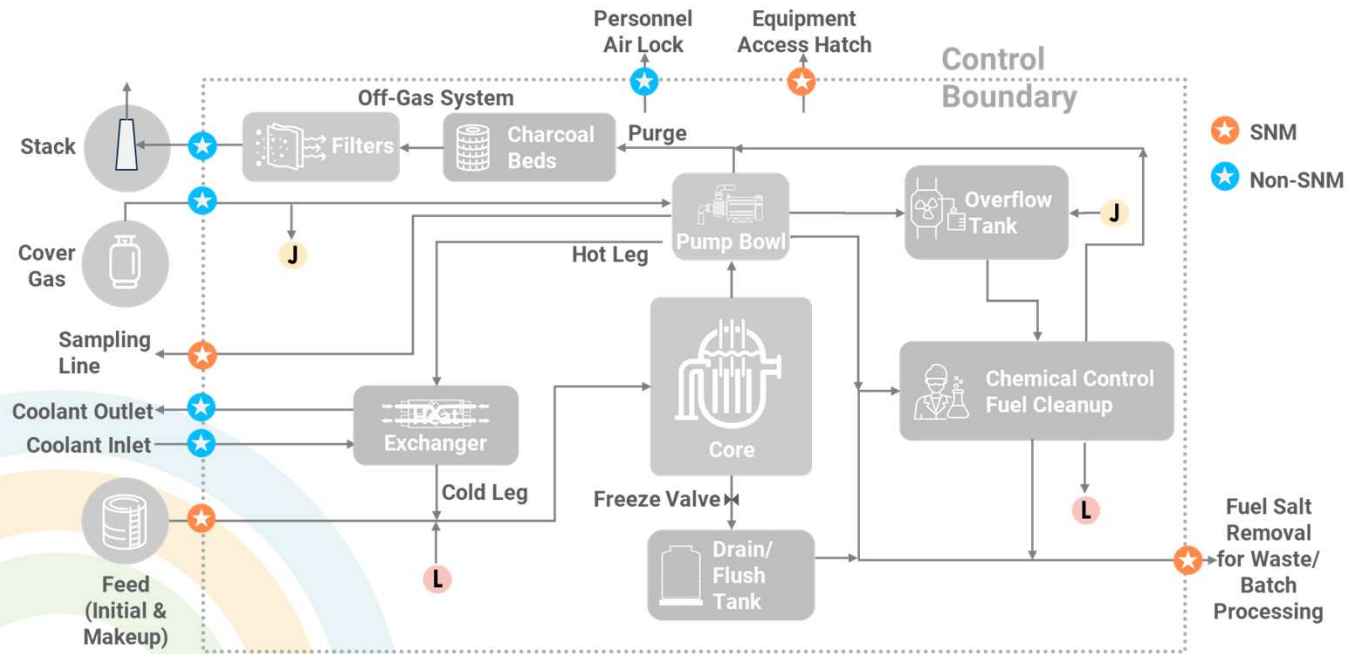 Personnel
Air Lock
Equipment
Access Hatch
Control
Boundary
Off-Gas System
Stack
Filters
Charcoal
Beds
Purge
SNM
Non-SNM
Cover
Gas
J
Pump Bowl
Overflow
Tank
J
Hot Leg
Sampling
Line
Coolant Outlet
Coolant Inlet
Heat
Exchanger
Core
Chemical Control
Fuel Cleanup
Cold Leg
Freeze Valve
L
L
Feed
(Initial &
Makeup)
Drain/
Flush
Tank
Fuel Salt
Removal
for Waste/
Batch
Processing